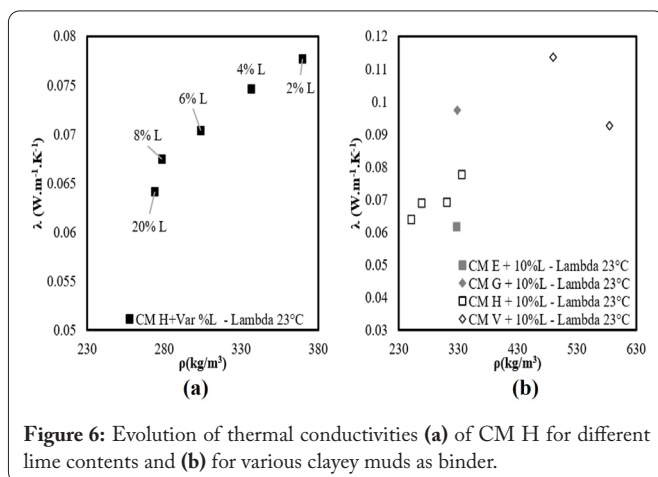 0.08
0.075
0.07
0.065
0.06
0.055
0.05
λ (W.m-1.K-1)
4% L
2% L
6% L
8% L
20% L
CM H+Var %L - Lambda 23°C
230 280 330 380
ρ(kg/m3)
(a)
0.12
0.11
0.1
0.09
0.08
0.07
0.06
0.05
0.04
0.03
λ (W.m-1.K-1)
CM E + 10%L - Lambda 23°C
CM G + 10%L - Lambda 23°C
CM H + 10%L - Lambda 23°C
CM V + 10%L - Lambda 23°C
230 330 430 530 630
ρ(kg/m3)
(b)
Figure 6: Evolution of thermal conductivities (a) of CM H for different
lime contents and (b) for various clayey muds as binder.